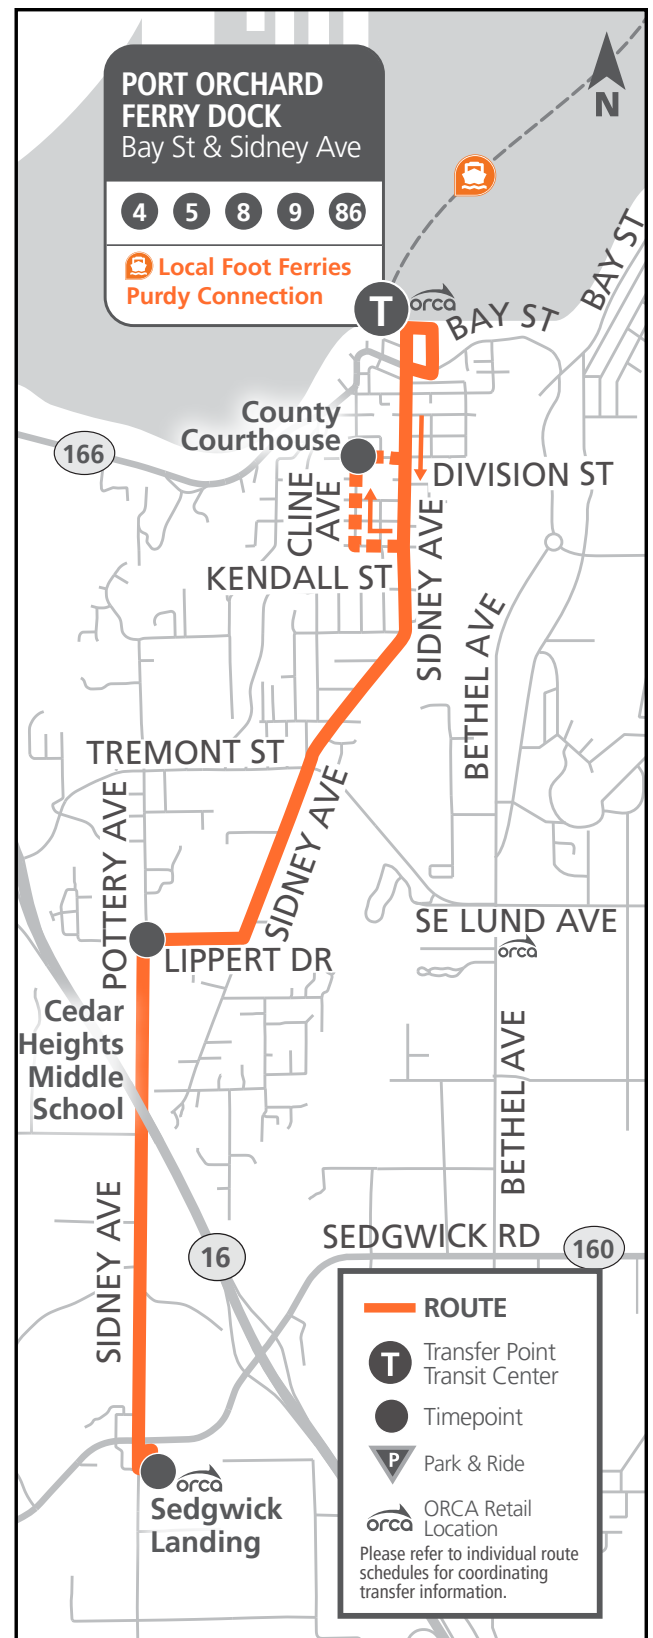 PORT ORCHARD
FERRY DOCK
Bay St & Sidney Ave
4 5 8 9 86
Local Foot Ferries
Purdy Connection
N
T
orca
BAY ST
BAY ST
County
Courthouse
166
DIVISION ST
CLINE
AVE
KENDALL ST
SIDNEY AVE
BETHEL AVE
TREMONT ST
POTTERY AVE
SIDNEY AVE
SE LUND AVE
orca
LIPPERT DR
Cedar
Heights
Middle
School
BETHEL AVE
SIDNEY AVE
16
SEDGWICK RD
160
orca
Sedgwick
Landing
ROUTE
T
Transfer Point
Transit Center
Timepoint
P
Park & Ride
orca
ORCA Retail
Location
Please refer to individual route
schedules for coordinating
transfer information.